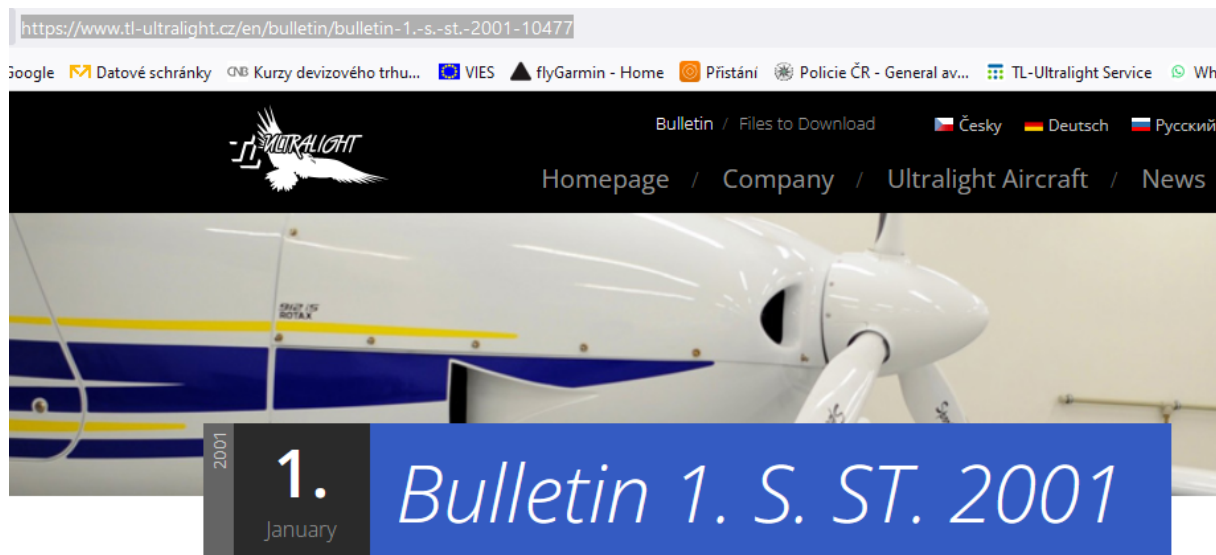 https://www.tl-ultralight.cz/en/bulletin/bulletin-1.-s.-st.-2001-10477
Google Datové schránky CNB Kurzy devizového trhu... VIES flyGarmin - Home Přistání Policie ČR - General av... TL-Ultralight Service Wh
Bulletin / Files to Download Česky Deutsch Русский
ULTRALIGHT
Homepage / Company / Ultralight Aircraft / News
912 iS
ROTAX
2001
1.
January
Bulletin 1. S. ST. 2001